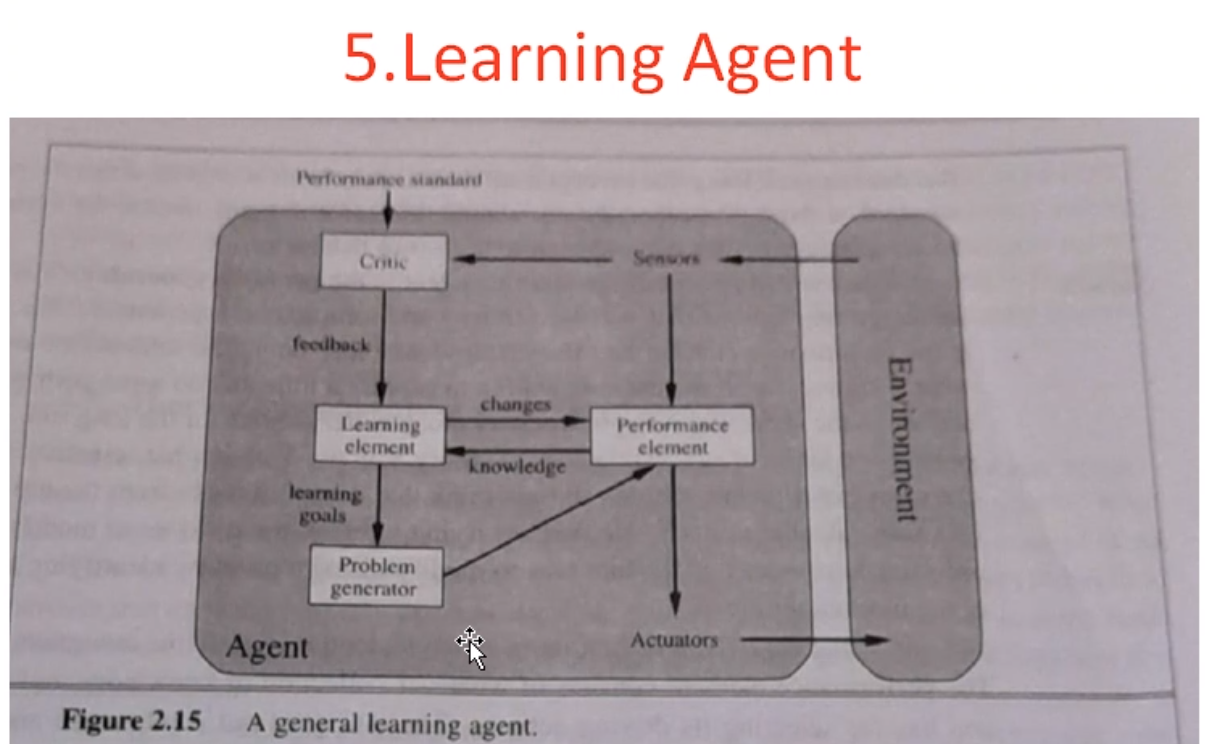 5.Learning Agent
Performance standard
Critic
Sensors
feedback
changes
Learning
element
Performance
element
knowledge
learning
goals
Problem
generator
Environment
Agent
Actuators
Figure 2.15 A general learning agent.